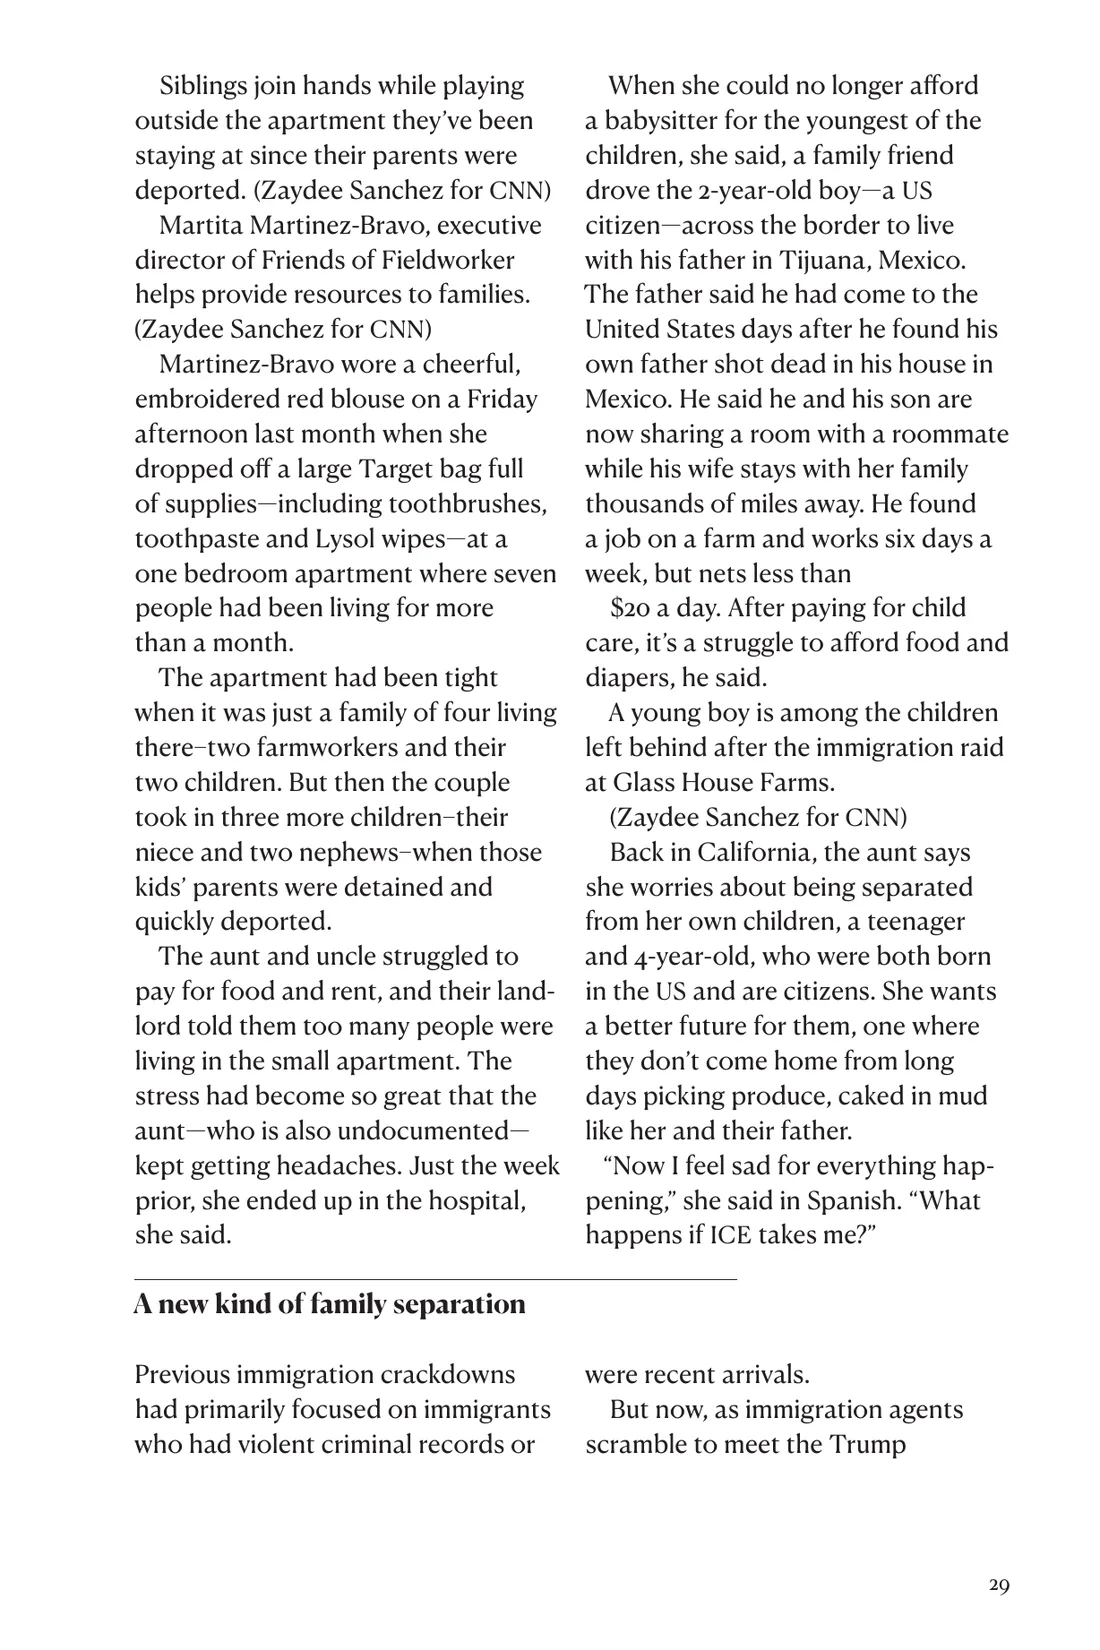 Siblings join hands while playing
outside the apartment they’ve been
staying at since their parents were
deported. (Zaydee Sanchez for CNN)
Martita Martinez-Bravo, executive
director of Friends of Fieldworker
helps provide resources to families.
(Zaydee Sanchez for CNN)
Martinez-Bravo wore a cheerful,
embroidered red blouse on a Friday
afternoon last month when she
dropped off a large Target bag full
of supplies—including toothbrushes,
toothpaste and Lysol wipes—at a
one bedroom apartment where seven
people had been living for more
than a month.
The apartment had been tight
when it was just a family of four living
there–two farmworkers and their
two children. But then the couple
took in three more children–their
niece and two nephews–when those
kids’ parents were detained and
quickly deported.
The aunt and uncle struggled to
pay for food and rent, and their land-
lord told them too many people were
living in the small apartment. The
stress had become so great that the
aunt—who is also undocumented—
kept getting headaches. Just the week
prior, she ended up in the hospital,
she said.
When she could no longer afford
a babysitter for the youngest of the
children, she said, a family friend
drove the 2-year-old boy—a US
citizen—across the border to live
with his father in Tijuana, Mexico.
The father said he had come to the
United States days after he found his
own father shot dead in his house in
Mexico. He said he and his son are
now sharing a room with a roommate
while his wife stays with her family
thousands of miles away. He found
a job on a farm and works six days a
week, but nets less than
$20 a day. After paying for child
care, it’s a struggle to afford food and
diapers, he said.
A young boy is among the children
left behind after the immigration raid
at Glass House Farms.
(Zaydee Sanchez for CNN)
Back in California, the aunt says
she worries about being separated
from her own children, a teenager
and 4-year-old, who were both born
in the US and are citizens. She wants
a better future for them, one where
they don’t come home from long
days picking produce, caked in mud
like her and their father.
“Now I feel sad for everything hap-
pening,” she said in Spanish. “What
happens if ICE takes me?”
A new kind of family separation
Previous immigration crackdowns
had primarily focused on immigrants
who had violent criminal records or
were recent arrivals.
But now, as immigration agents
scramble to meet the Trump
29